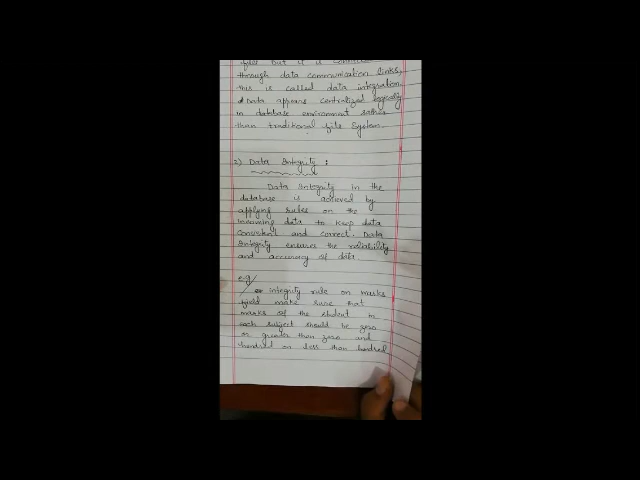 files but it is
through data communication links,
this is called data integration
& Data appears centralized logically
in database environment rather
than traditional file System.
2) Data Integrity :
Data Integrity in the
database is achieved by
applying rules on the
incoming data to keep data
consistent and correct. Data
Integrity ensures the reliability
and accuracy of data
e.g/
integrity rule on marks
field make sure that
marks of the student in
each subject should be zero
or greater than zero and
hundred or less than hundred